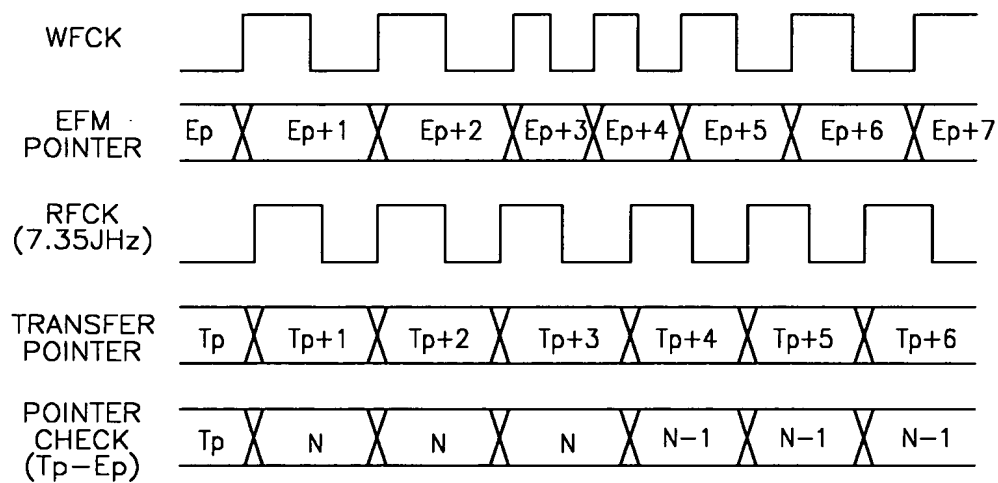 WFCK
EFM
POINTER
Ep Ep+1 Ep+2 Ep+3 Ep+4 Ep+5 Ep+6 Ep+7
RFCK
(7.35JHz)
TRANSFER
POINTER
Tp Tp+1 Tp+2 Tp+3 Tp+4 Tp+5 Tp+6
POINTER
CHECK
(Tp-Ep)
Tp N N N N-1 N-1 N-1